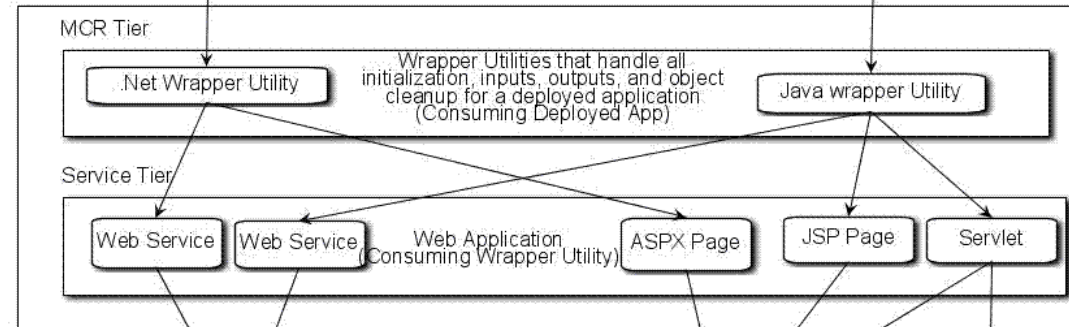 MCR Tier
.Net Wrapper Utility
Wrapper Utilities that handle all
initialization, inputs, outputs, and object
cleanup for a deployed application
(Consuming Deployed App)
Java wrapper Utility
Service Tier
Web Service
Web Service
Web Application
(Consuming Wrapper Utility)
ASPX Page
JSP Page
Servlet